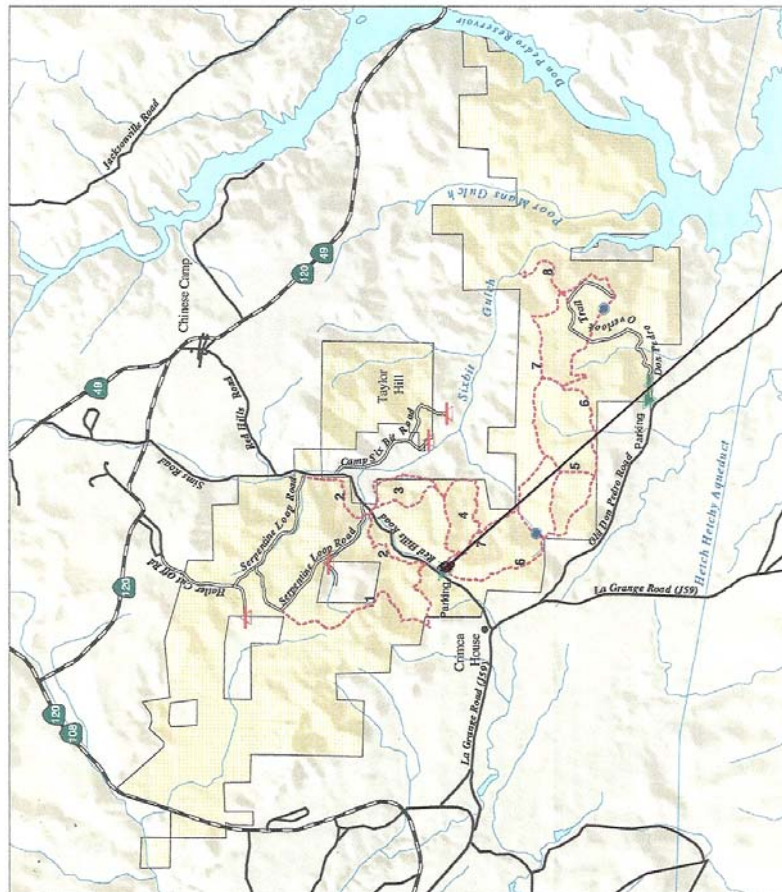 Jacksonville Road
Don Pedro Reservoir
49
Chinese Camp
120
49
Poor Mans Gulch
Red Hills Road
Sims Road
Taylor
Hill
Sixbit Gulch
Camp Six Bit Road
120
Serpentine Loop Road
Serpentine Loop Road
Red Hills Road
2
2
3
4
7
1
Parking
6
7
8
6
5
Overlook Trail
Don Pedro
Parking
Old Don Pedro Road
120
108
Crimea
House
La Grange Road (J59)
La Grange Road (J59)
Hetch Hetchy Aqueduct